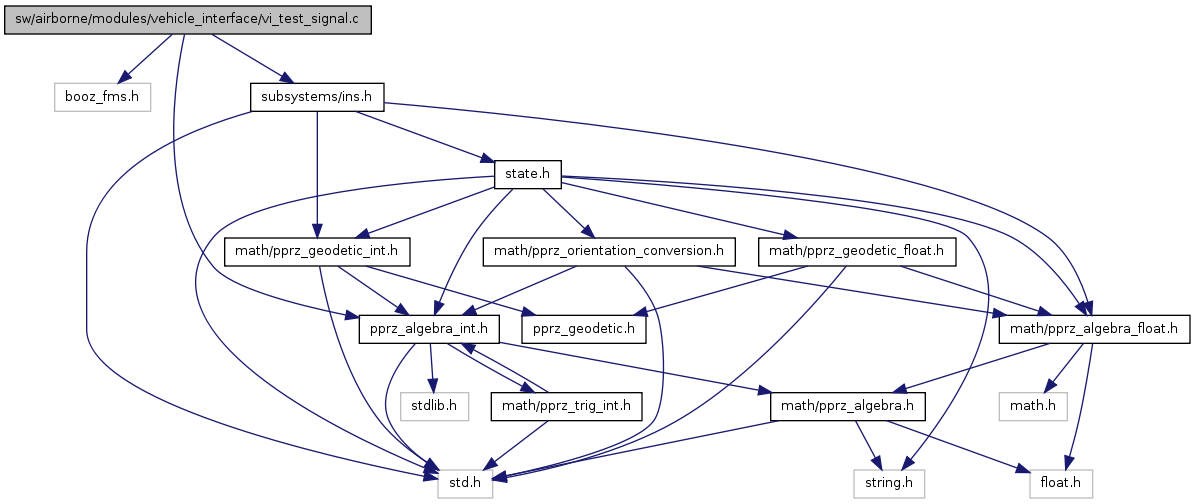 sw/airborne/modules/vehicle_interface/vi_test_signal.c
booz_fms.h
subsystems/ins.h
state.h
math/pprz_geodetic_int.h
math/pprz_orientation_conversion.h
math/pprz_geodetic_float.h
pprz_algebra_int.h
pprz_geodetic.h
math/pprz_algebra_float.h
stdlib.h
math/pprz_trig_int.h
math/pprz_algebra.h
math.h
std.h
string.h
float.h